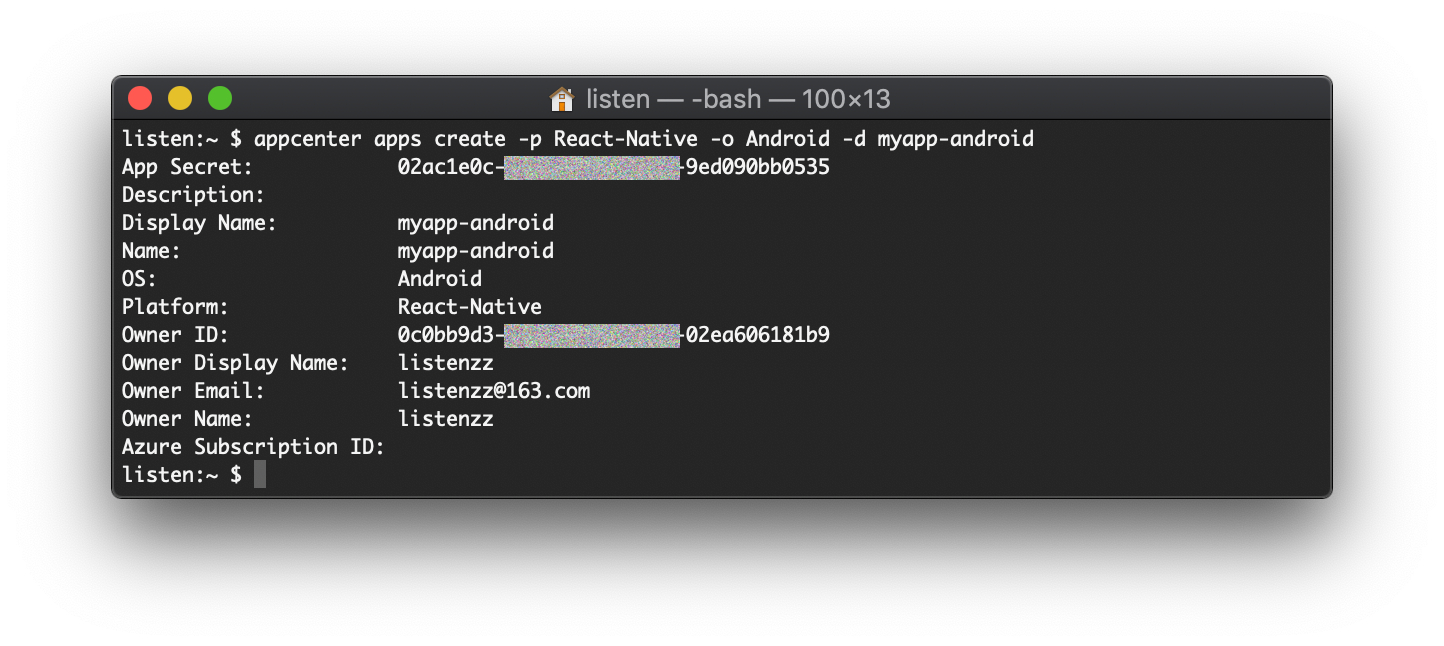 listen — -bash — 100×13
listen:~ $ appcenter apps create -p React-Native -o Android -d myapp-android
App Secret: 02ac1e0c- -9ed090bb0535
Description:
Display Name: myapp-android
Name: myapp-android
OS: Android
Platform: React-Native
Owner ID: 0c0bb9d3- -02ea606181b9
Owner Display Name: listenzz
Owner Email: listenzz@163.com
Owner Name: listenzz
Azure Subscription ID:
listen:~ $